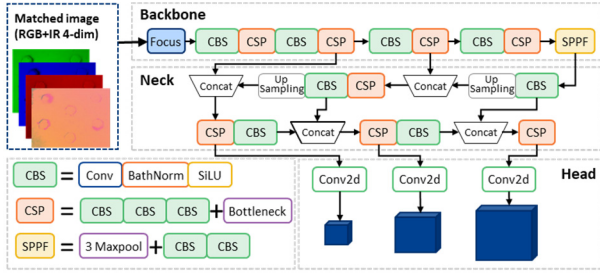 Matched image
(RGB+IR 4-dim)
Backbone
Focus CBS CSP CBS CSP CBS CSP CBS CSP SPPF
Neck
Concat Up Sampling CBS CSP Concat Up Sampling CBS
CSP CBS Concat CSP CBS Concat CSP
Conv2d Conv2d Conv2d Head
CBS = Conv BathNorm SiLU
CSP = CBS CBS CBS + Bottleneck
SPPF = 3 Maxpool + CBS CBS